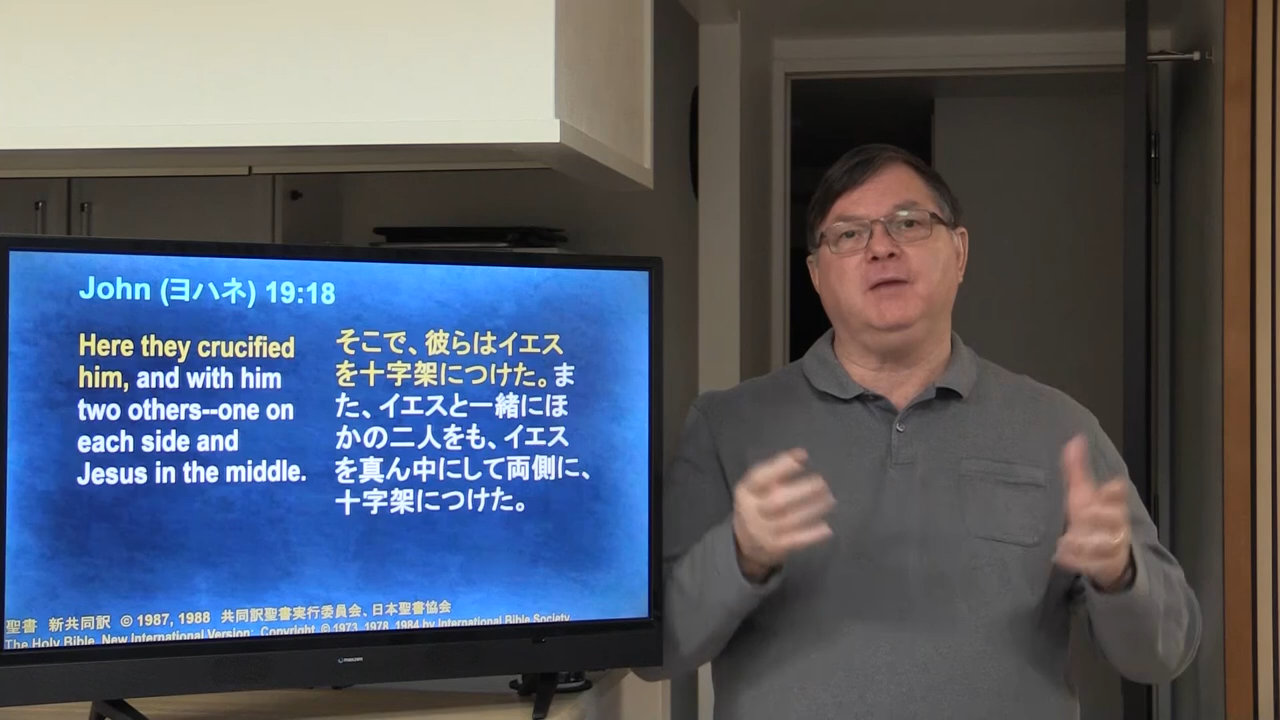 John (ヨハネ) 19:18
Here they crucified
him, and with him
two others--one on
each side and
Jesus in the middle.
そこで、彼らはイエス
を十字架につけた。ま
た、イエスと一緒にほ
かの二人をも、イエス
を真ん中にして両側に、
十字架につけた。
聖書 新共同訳 © 1987, 1988 共同訳聖書実行委員会、日本聖書協会
The Holy Bible, New International Version; Copyright © 1973, 1978, 1984 by International Bible Society
maxzen